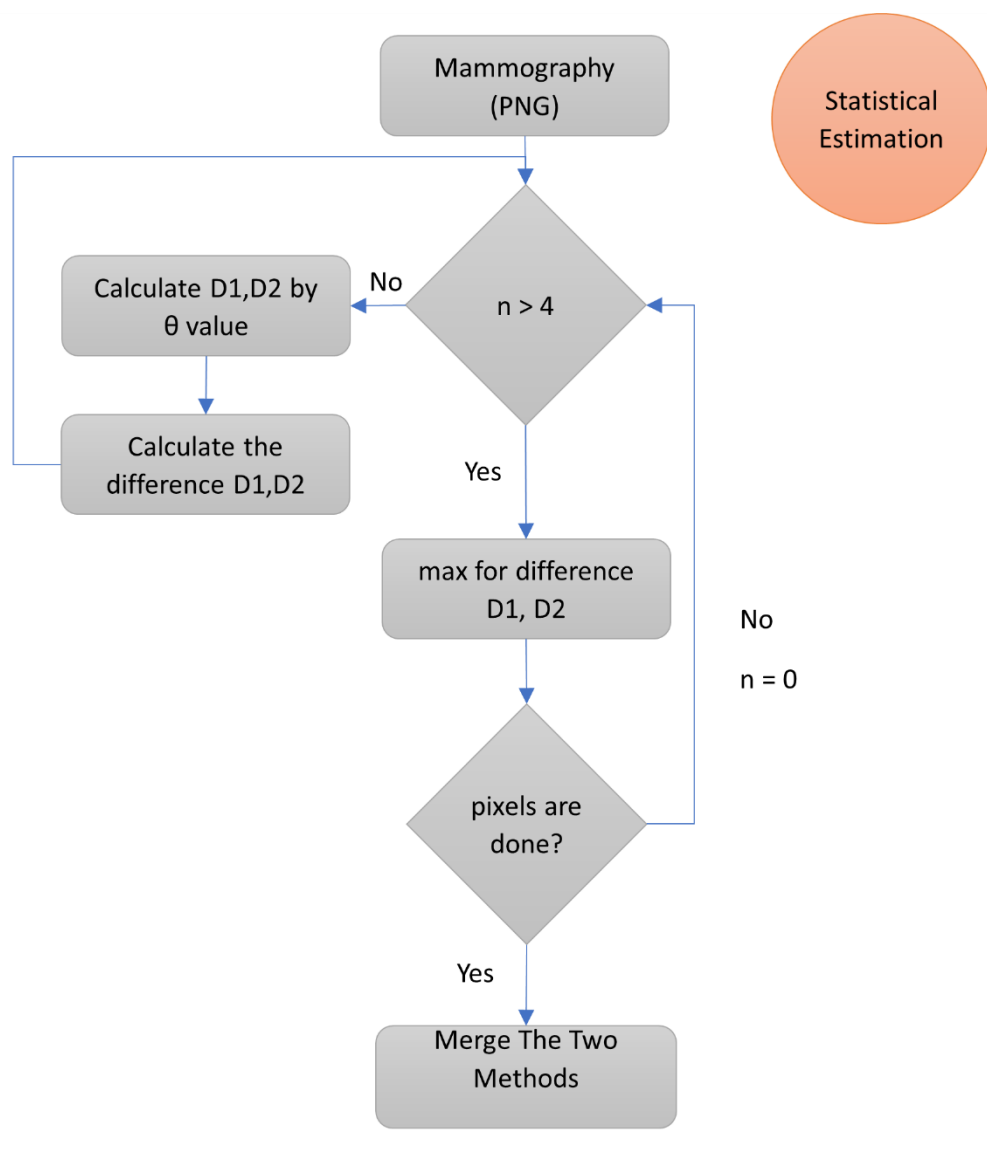 Mammography
(PNG)
Statistical
Estimation
Calculate D1,D2 by
θ value
No
n > 4
Calculate the
difference D1,D2
Yes
max for difference
D1, D2
No
n = 0
pixels are
done?
Yes
Merge The Two
Methods